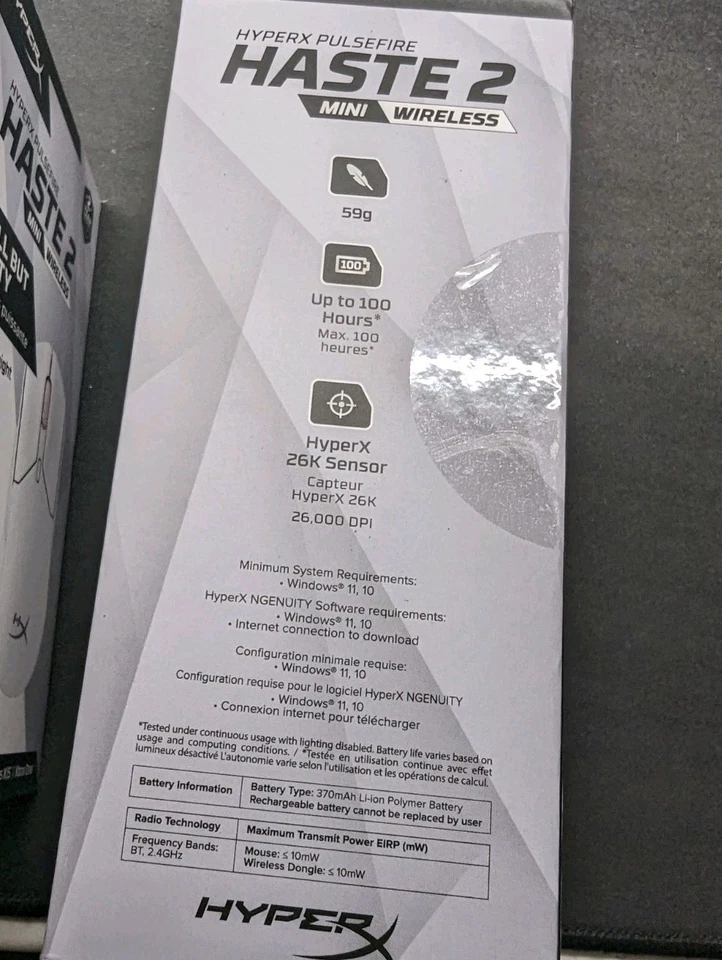 HYPERX PULSEFIRE
HASTE 2
MINI WIRELESS
59g
100
Up to 100
Hours*
Max. 100
heures*
HyperX
26K Sensor
Capteur
HyperX 26K
26,000 DPI
Minimum System Requirements:
• Windows® 11, 10
HyperX NGENUITY Software requirements:
• Windows® 11, 10
• Internet connection to download
Configuration minimale requise:
• Windows® 11, 10
Configuration requise pour le logiciel HyperX NGENUITY
• Windows® 11, 10
• Connexion internet pour télécharger
*Tested under continuous usage with lighting disabled. Battery life varies based on
usage and computing conditions. / *Testée en utilisation continue avec effet
lumineux désactivé L'autonomie varie selon l'utilisation et les opérations de calcul.
Battery Information
Battery Type: 370mAh Li-ion Polymer Battery
Rechargeable battery cannot be replaced by user
Radio Technology
Maximum Transmit Power EIRP (mW)
Frequency Bands:
BT, 2.4GHz
Mouse: ≤ 10mW
Wireless Dongle: ≤ 10mW
HYPERX
HYPERX
HYPERX PULSEFIRE
HASTE 2
MINI WIRELESS
BUT
puissante